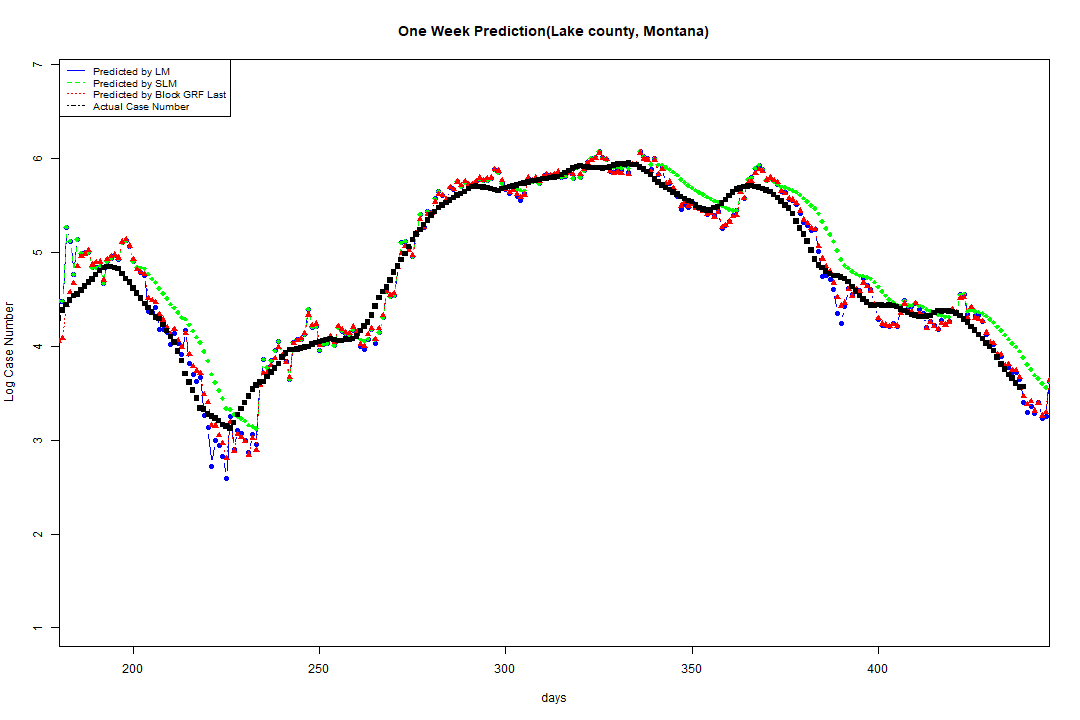 One Week Prediction(Lake county, Montana)
7
Predicted by LM
Predicted by SLM
Predicted by Block GRF Last
Actual Case Number
6
5
4
3
2
1
Log Case Number
200 250 300 350 400
days